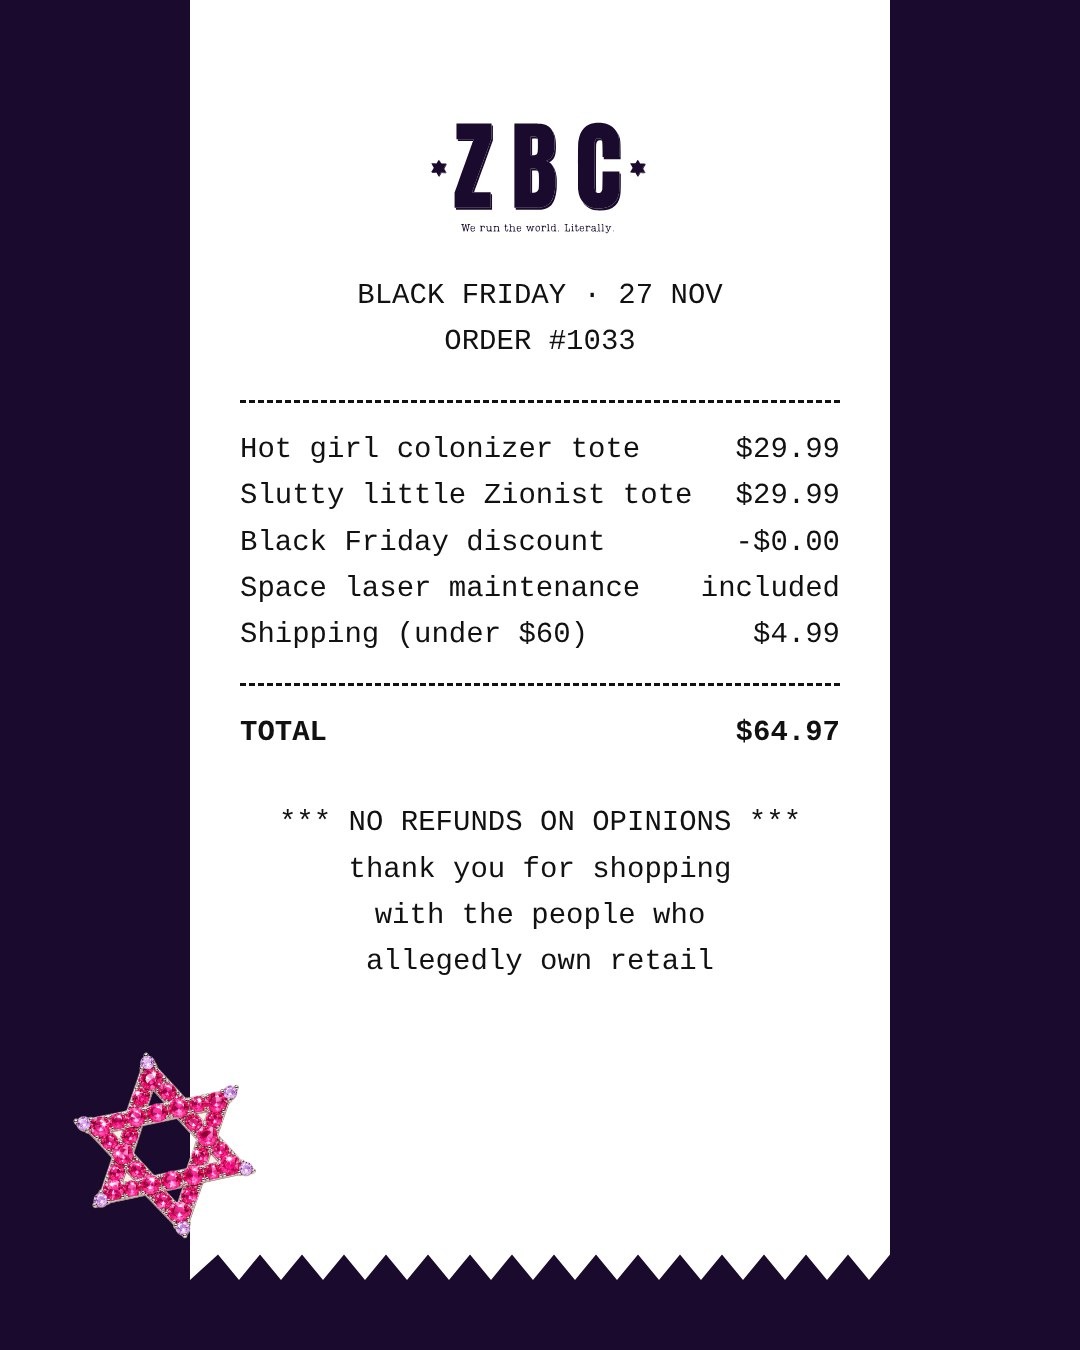 ZBC
We run the world. Literally.
BLACK FRIDAY · 27 NOV
ORDER #1033
Hot girl colonizer tote $29.99
Slutty little Zionist tote $29.99
Black Friday discount -$0.00
Space laser maintenance included
Shipping (under $60) $4.99
TOTAL $64.97
*** NO REFUNDS ON OPINIONS ***
thank you for shopping
with the people who
allegedly own retail